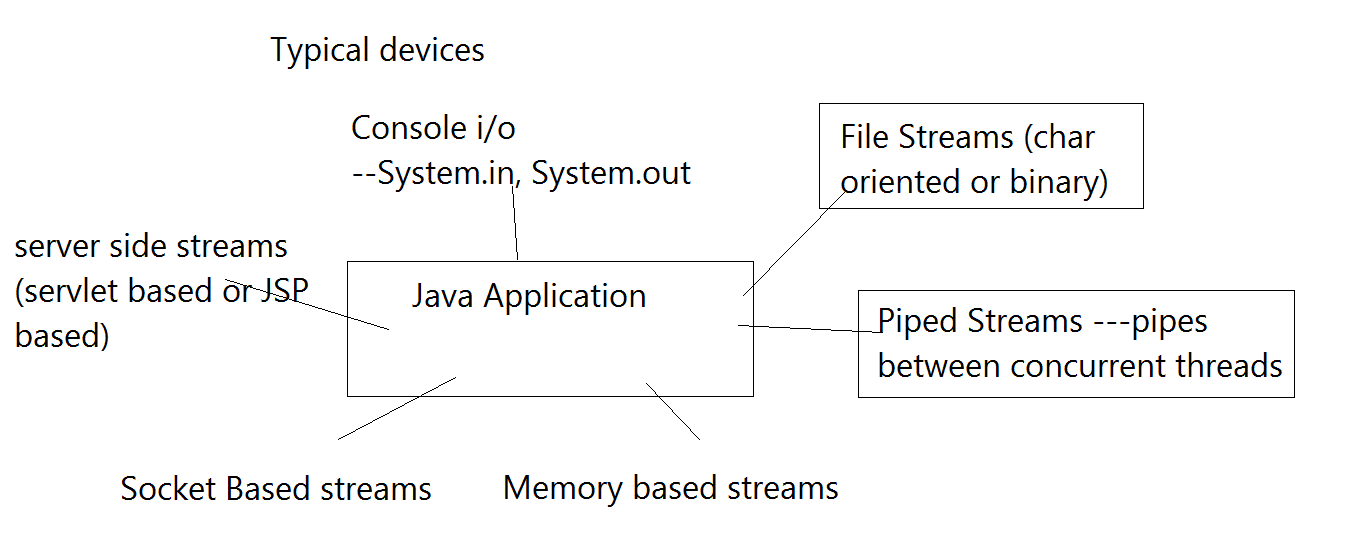 Typical devices
Console i/o
--System.in, System.out
File Streams (char
oriented or binary)
server side streams
(servlet based or JSP
based)
Java Application
Piped Streams ---pipes
between concurrent threads
Socket Based streams
Memory based streams